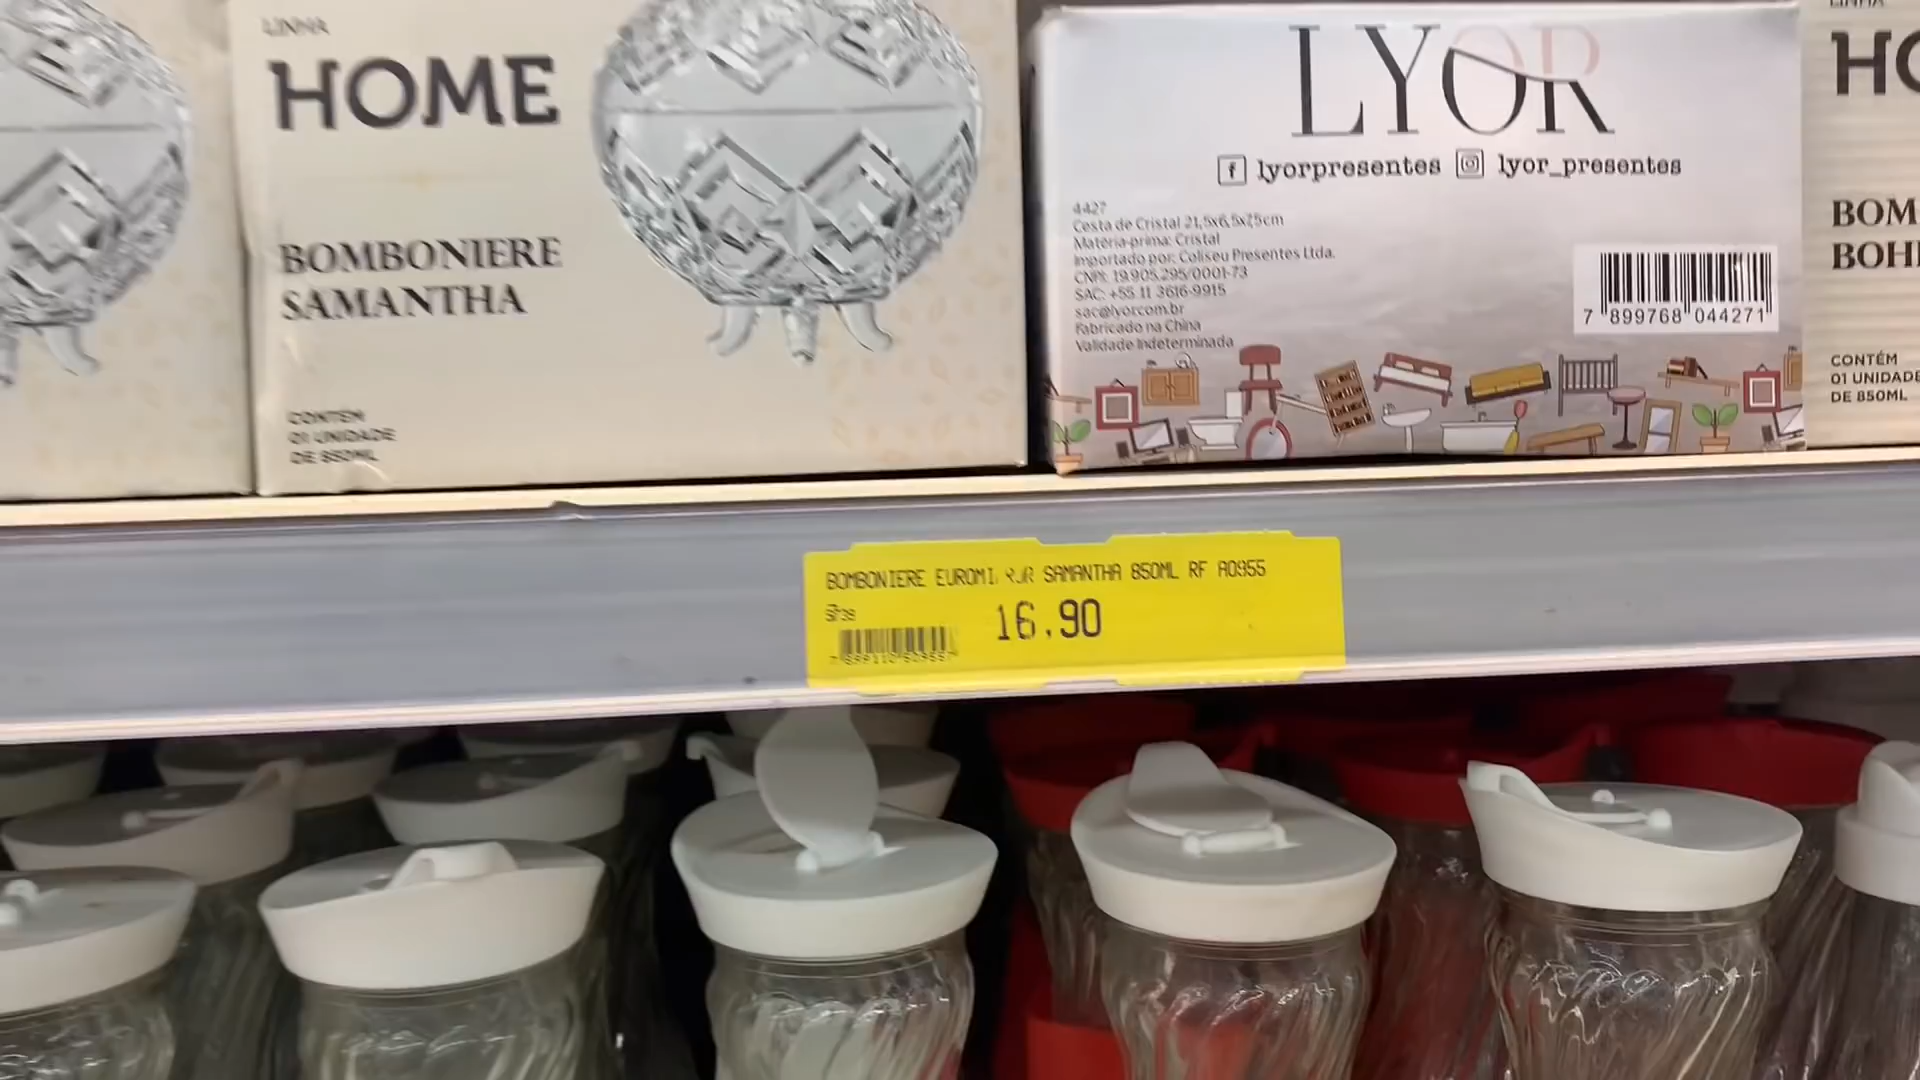 LINHA
HOME
BOMBONIERE
SAMANTHA
CONTÉM
01 UNIDADE
DE 850ML
LYOR
lyorpresentes lyor_presentes
4427
Cesta de Cristal 21,5x6,5x7,5cm
Matéria-prima: Cristal
Importado por: Coliseu Presentes Ltda.
CNPJ: 19.905.295/0001-73
SAC: +55 11 3616-9915
sac@lyor.com.br
Fabricado na China
Validade Indeterminada
7 899768 044271
LINHA
HO
BOM
BOH
CONTÉM
01 UNIDADE
DE 850ML
BOMBONIERE SAMANTHA 850ML RF A0955
16.90